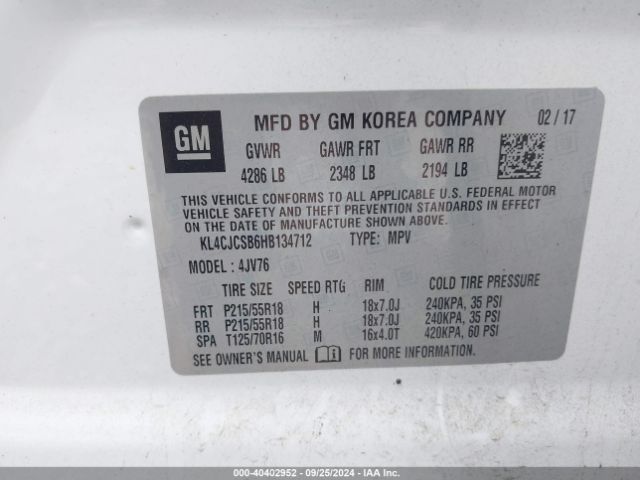 GM
MFD BY GM KOREA COMPANY 02 / 17
GVWR GAWR FRT GAWR RR
4286 LB 2348 LB 2194 LB
THIS VEHICLE CONFORMS TO ALL APPLICABLE U.S. FEDERAL MOTOR
VEHICLE SAFETY AND THEFT PREVENTION STANDARDS IN EFFECT
ON THE DATE OF MANUFACTURE SHOWN ABOVE.
KL4CJCSB6HB134712 TYPE: MPV
MODEL : 4JV76
TIRE SIZE SPEED RTG RIM COLD TIRE PRESSURE
FRT P215/55R18 H 18x7.0J 240KPA, 35 PSI
RR P215/55R18 H 18x7.0J 240KPA, 35 PSI
SPA T125/70R16 M 16x4.0T 420KPA, 60 PSI
SEE OWNER'S MANUAL FOR MORE INFORMATION.
000-40402952 - 09/25/2024 - IAA Inc.